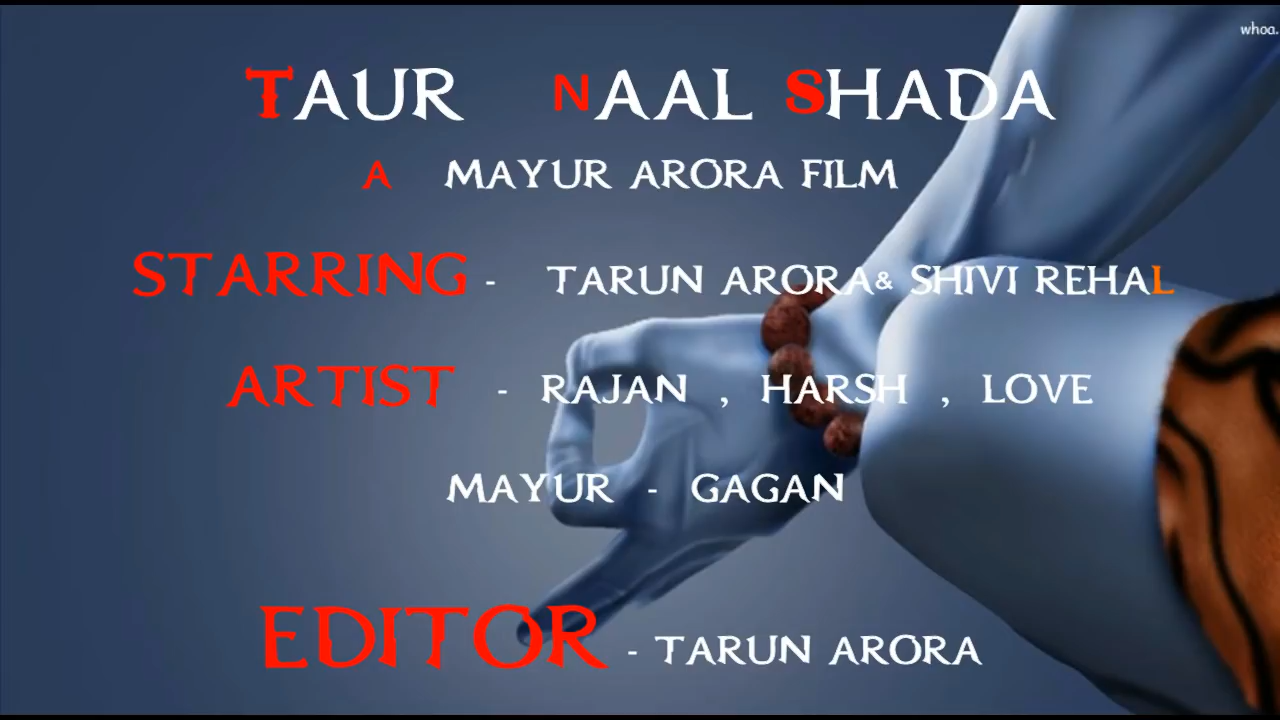 whoa.
TAUR NAAL SHADA
A MAYUR ARORA FILM
STARRING - TARUN ARORA& SHIVI REHAL
ARTIST - RAJAN , HARSH , LOVE
MAYUR - GAGAN
EDITOR - TARUN ARORA